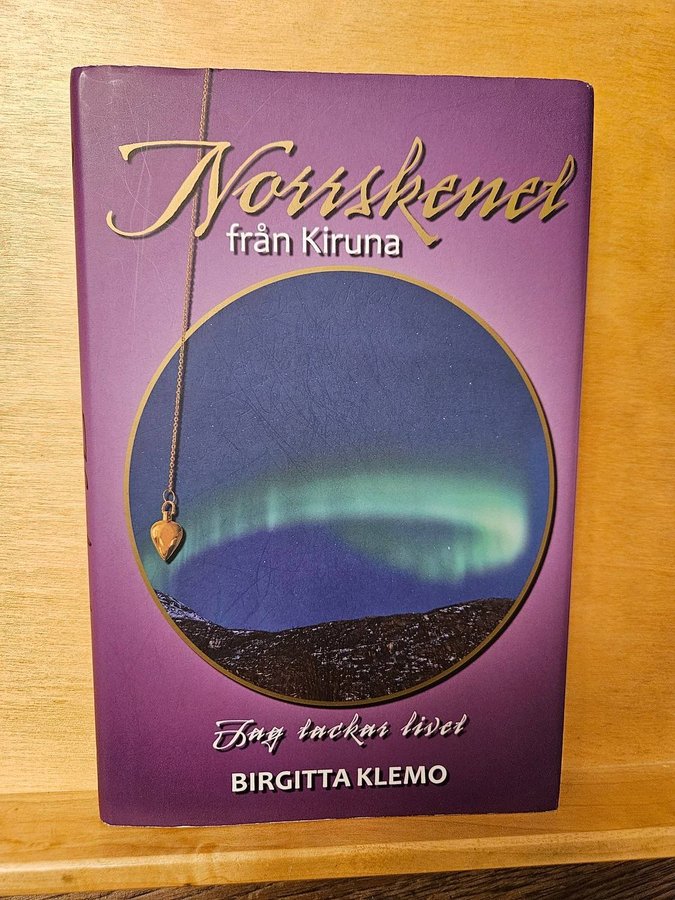 Norrskenet
från Kiruna
Jag tackar livet
BIRGITTA KLEMO